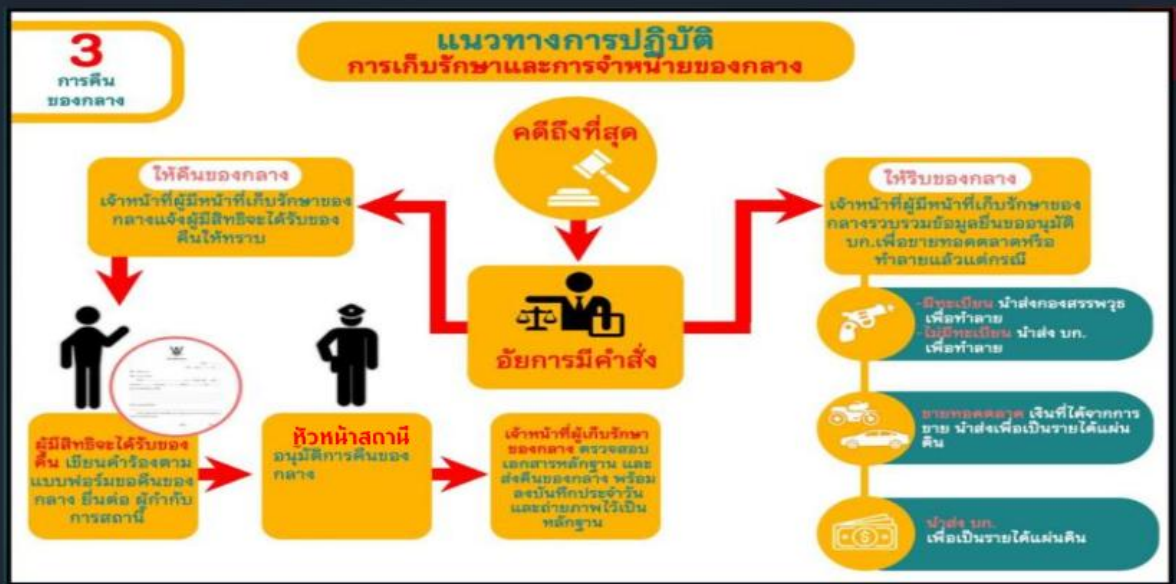 3
การคืน
ของกลาง
แนวทางการปฏิบัติ
การเก็บรักษาและการจำหน่ายของกลาง
คดีถึงที่สุด
อัยการมีคำสั่ง
ให้คืนของกลาง
เจ้าหน้าที่ผู้มีหน้าที่เก็บรักษาของ
กลางแจ้งผู้มีสิทธิจะได้รับของ
คืนให้ทราบ
ผู้มีสิทธิจะได้รับของ
คืน เขียนคำร้องตาม
แบบฟอร์มขอคืนของ
กลาง ยื่นต่อ ผู้กำกับ
การสถานี
หัวหน้าสถานี
อนุมัติการคืนของ
กลาง
เจ้าหน้าที่ผู้เก็บรักษา
ของกลาง ตรวจสอบ
เอกสารหลักฐาน และ
ส่งคืนของกลาง พร้อม
ลงบันทึกประจำวัน
และถ่ายภาพไว้เป็น
หลักฐาน
ให้ริบของกลาง
เจ้าหน้าที่ผู้มีหน้าที่เก็บรักษาของ
กลางรวบรวมข้อมูลยื่นขออนุมัติ
บก.เพื่อขายทอดตลาดหรือ
ทำลายแล้วแต่กรณี
-มีทะเบียน นำส่งกองสรรพวุธ
เพื่อทำลาย
-ไม่มีทะเบียน นำส่ง บก.
เพื่อทำลาย
ขายทอดตลาด เงินที่ได้จากการ
ขาย นำส่งเพื่อเป็นรายได้แผ่น
ดิน
นำส่ง บก.
เพื่อเป็นรายได้แผ่นดิน